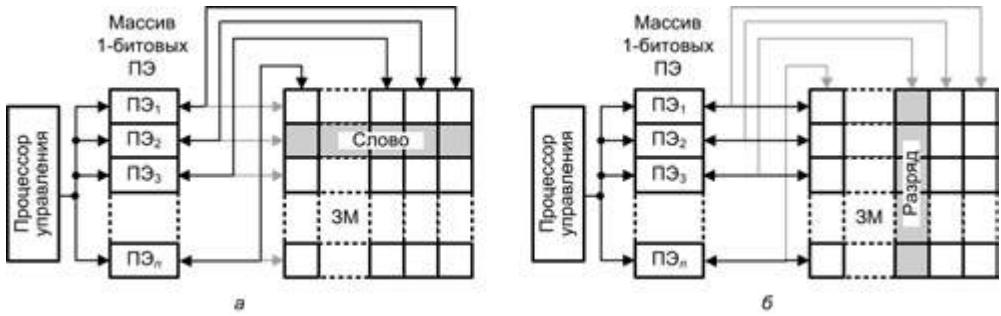 Массив
1-битовых
ПЭ
Процессор
управления
ПЭ₁
ПЭ₂
ПЭ₃
ПЭₙ
Слово
ЗМ
а
Массив
1-битовых
ПЭ
Процессор
управления
ПЭ₁
ПЭ₂
ПЭ₃
ПЭₙ
Разряд
ЗМ
б